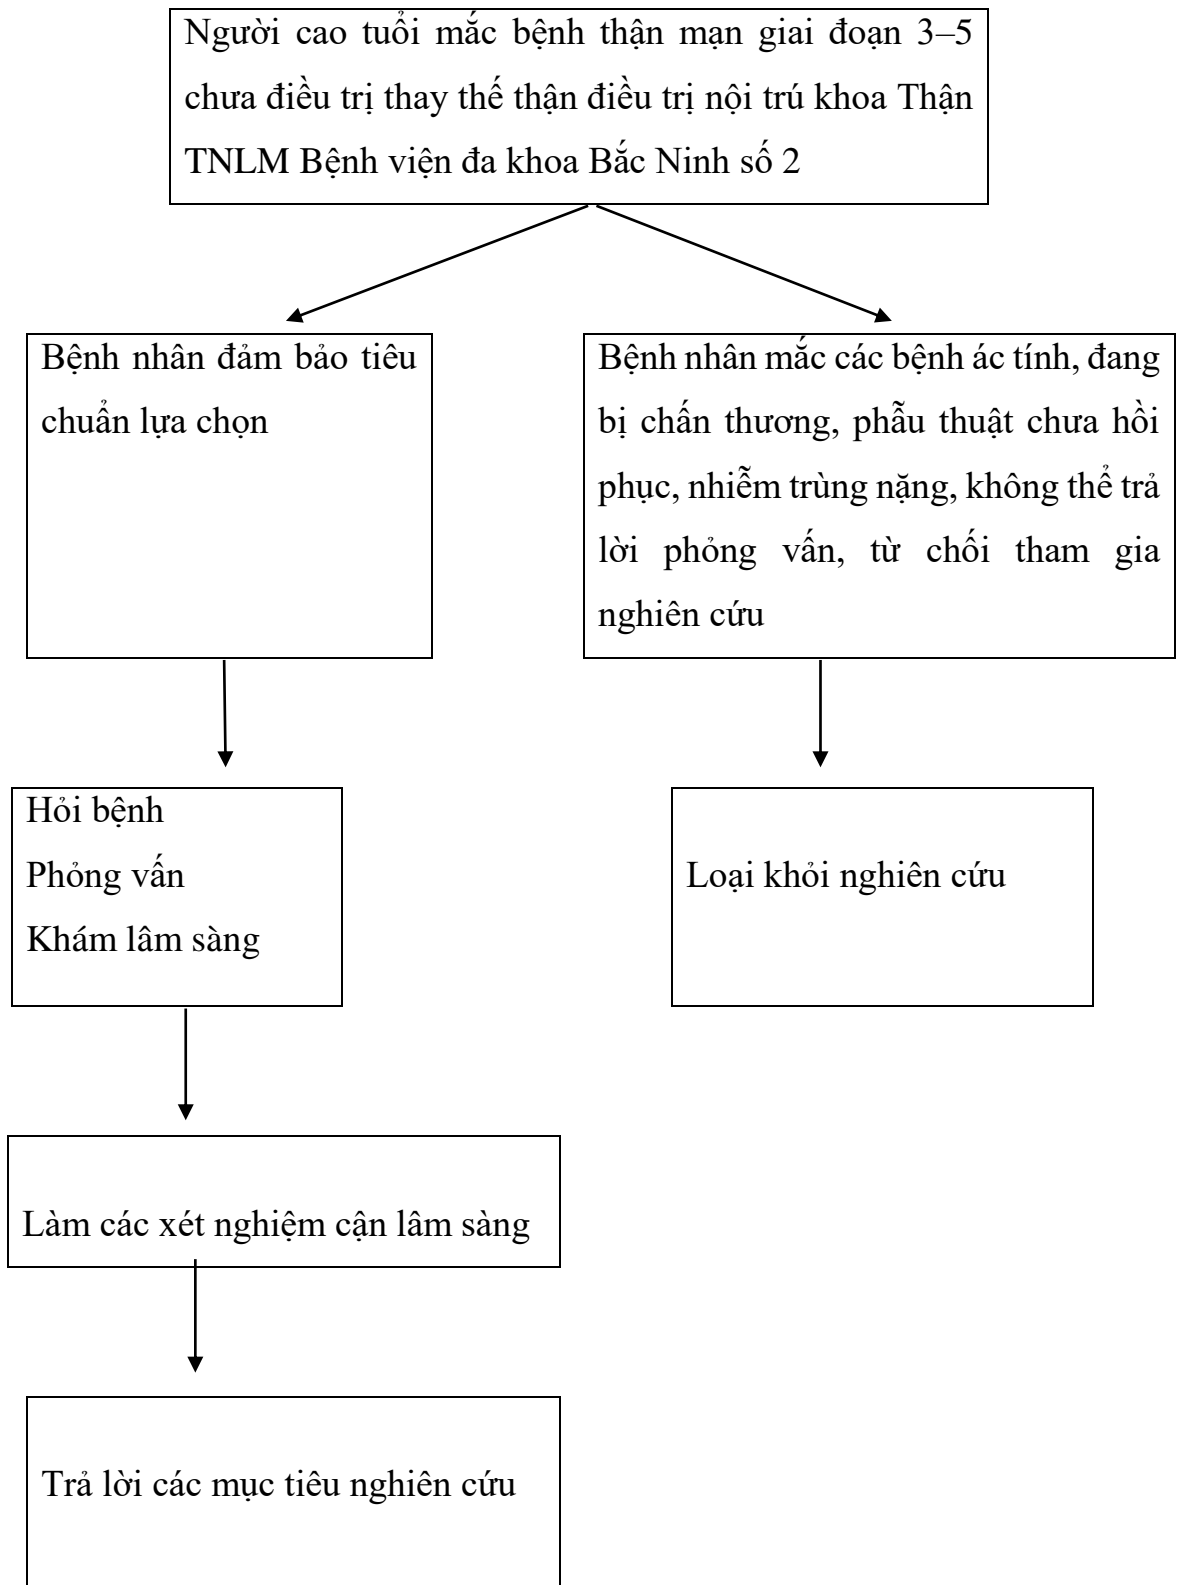 Người cao tuổi mắc bệnh thận mạn giai đoạn 3–5
chưa điều trị thay thế thận điều trị nội trú khoa Thận
TNLM Bệnh viện đa khoa Bắc Ninh số 2
Bệnh nhân đảm bảo tiêu
chuẩn lựa chọn
Bệnh nhân mắc các bệnh ác tính, đang
bị chấn thương, phẫu thuật chưa hồi
phục, nhiễm trùng nặng, không thể trả
lời phỏng vấn, từ chối tham gia
nghiên cứu
Hỏi bệnh
Phỏng vấn
Khám lâm sàng
Loại khỏi nghiên cứu
Làm các xét nghiệm cận lâm sàng
Trả lời các mục tiêu nghiên cứu